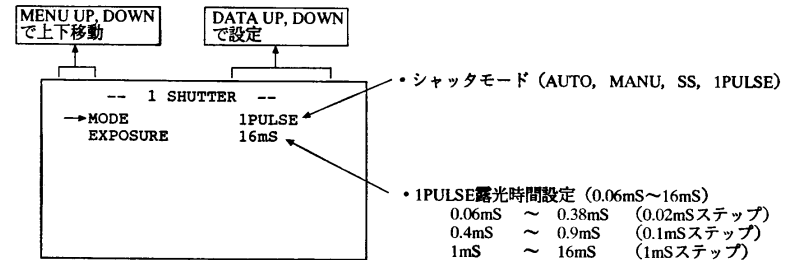 MENU UP, DOWN
で上下移動
DATA UP, DOWN
で設定
-- 1 SHUTTER --
→MODE 1PULSE
EXPOSURE 16mS
・シャッタモード（AUTO, MANU, SS, 1PULSE）
・1PULSE露光時間設定（0.06mS～16mS）
0.06mS ～ 0.38mS （0.02mSステップ）
0.4mS ～ 0.9mS （0.1mSステップ）
1mS ～ 16mS （1mSステップ）